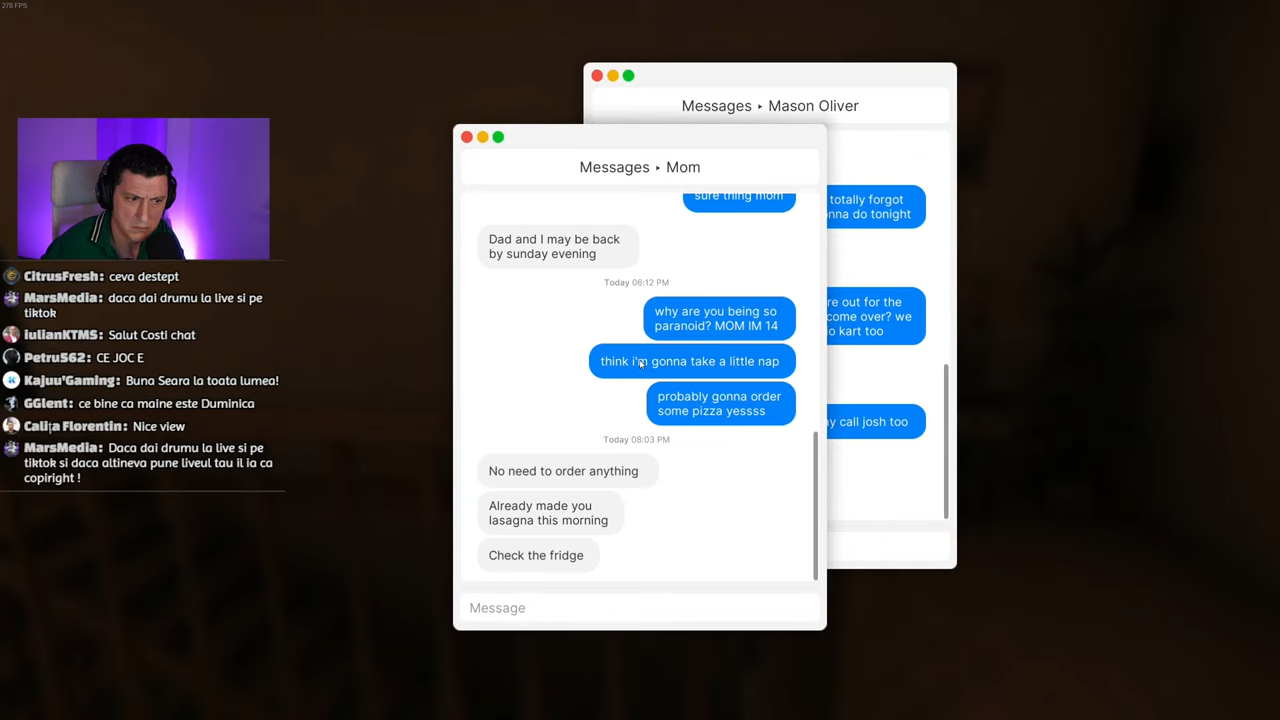 278 FPS
Messages ▸ Mason Oliver
Messages ▸ Mom
sure thing mom
totally forgot
tonight
Dad and I may be back
by sunday evening
Today 06:12 PM
why are you being so
paranoid? MOM IM 14
out for the
come over? we
kart too
think i'm gonna take a little nap
probably gonna order
some pizza yessss
call josh too
Today 08:03 PM
No need to order anything
Already made you
lasagna this morning
Check the fridge
Message
CitrusFresh: ceva destept
MarsMedia: daca dai drumu la live si pe
tiktok
iulianKTMS: Salut Costi chat
Petru562: CE JOC E
Kajuu'Gaming: Buna Seara la toata lumea!
GGlent: ce bine ca maine este Duminica
Calița Florentin: Nice view
MarsMedia: Daca dai drumu la live si pe
tiktok si daca altineva pune liveul tau il ia ca
copiright !